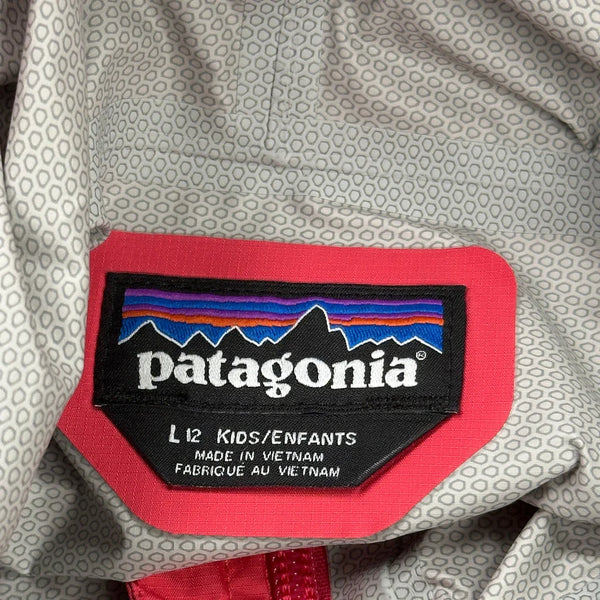 patagonia®
L 12 KIDS/ENFANTS
MADE IN VIETNAM
FABRIQUÉ AU VIETNAM